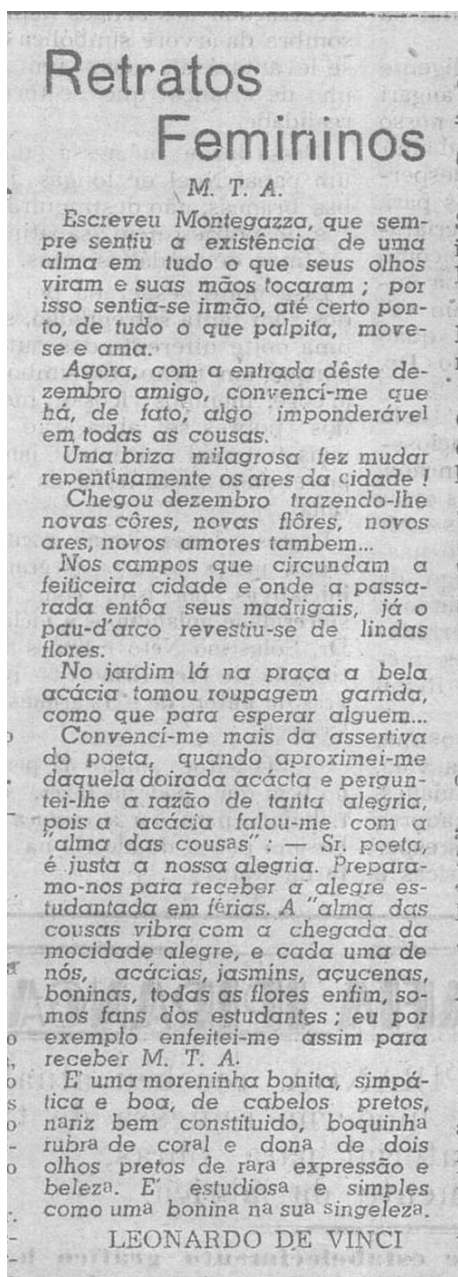 Retratos
Femininos
M. T. A.
Escreveu Montegazza, que sem-
pre sentiu a existência de uma
alma em tudo o que seus olhos
viram e suas mãos tocaram ; por
isso sentia-se irmão, até certo pon-
to, de tudo o que palpita, move-
se e ama.
Agora, com a entrada dêste de-
zembro amigo, convencí-me que
há, de fato, algo imponderável
em todas as cousas.
Uma briza milagrosa fez mudar
repentinamente os ares da cidade !
Chegou dezembro trazendo-lhe
novas côres, novas flôres, novos
ares, novos amores tambem...
Nos campos que circundam a
feiticeira cidade e onde a passa-
rada entôa seus madrigais, já o
pau-d'arco revestiu-se de lindas
flores.
No jardim lá na praça a bela
acácia tomou roupagem garrida,
como que para esperar alguem...
Convencí-me mais da assertiva
do poeta, quando aproximei-me
daquela doirada acácta e pergun-
tei-lhe a razão de tanta alegria,
pois a acácia falou-me com a
"alma das cousas" : — Sr. poeta,
é justa a nossa alegria. Prepara-
mo-nos para receber a alegre es-
tudantada em férias. A "alma das
cousas vibra com a chegada da
mocidade alegre, e cada uma de
nós, acácias, jasmins, açucenas,
boninas, todas as flores enfim, so-
mos fans dos estudantes ; eu por
exemplo enfeitei-me assim para
receber M. T. A.
E' uma moreninha bonita, simpá-
tica e boa, de cabelos pretos,
nariz bem constituido, boquinha
rubra de coral e dona de dois
olhos pretos de rara expressão e
beleza. E' estudiosa e simples
como uma bonina na sua singeleza.
LEONARDO DE VINCI